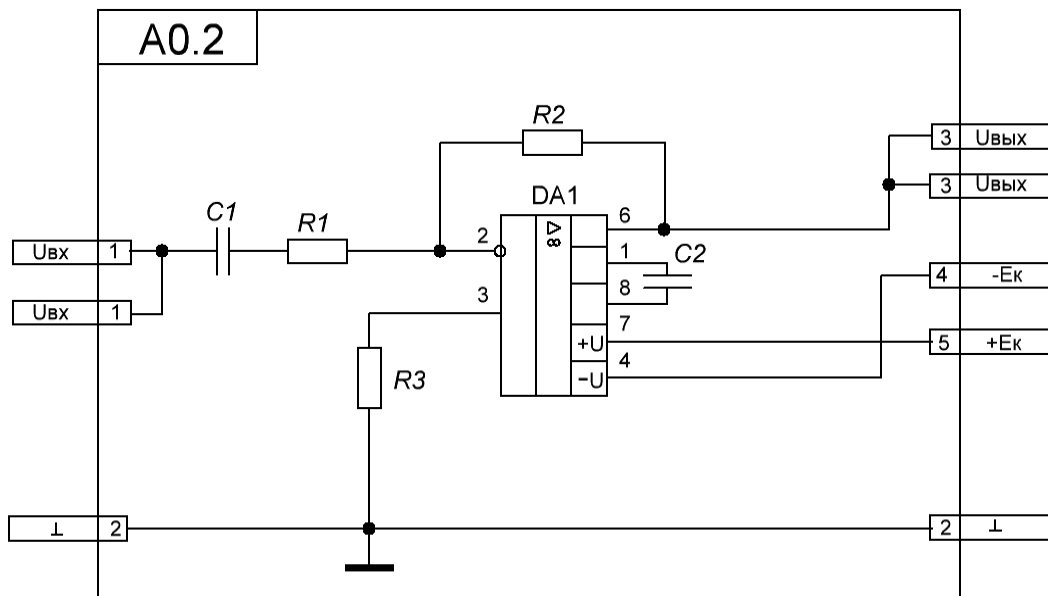 A0.2
R2
3 Uвых
DA1
3 Uвых
C1
R1
▷∞
6
Uвх 1
2
1
C2
4 -Eк
3
8
Uвх 1
7
+U
5 +Eк
4
R3
−U
⊥ 2
2 ⊥